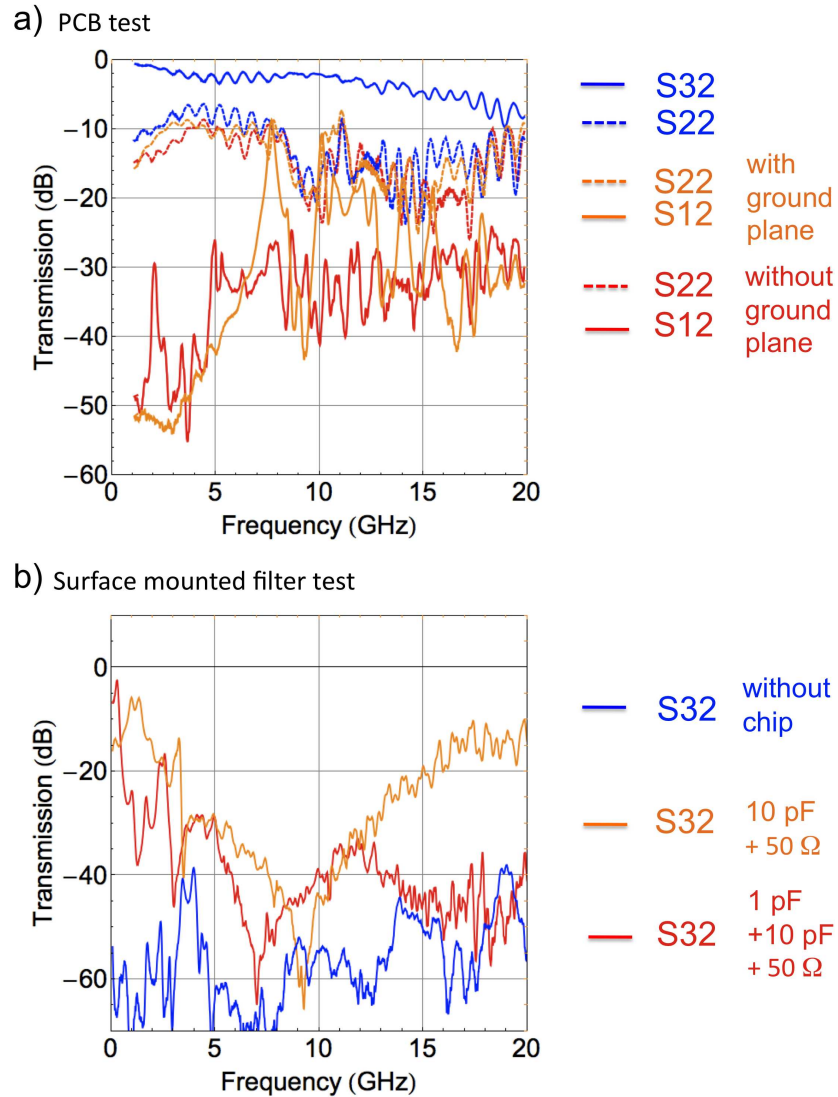 a) PCB test
0
−10
−20
−30
−40
−50
−60
Transmission (dB)
0 5 10 15 20
Frequency (GHz)
S32
S22
S22
S12
with
ground
plane
S22
S12
without
ground
plane
b) Surface mounted filter test
0
−20
−40
−60
Transmission (dB)
0 5 10 15 20
Frequency (GHz)
S32
without
chip
S32
10 pF
+ 50 Ω
S32
1 pF
+10 pF
+ 50 Ω